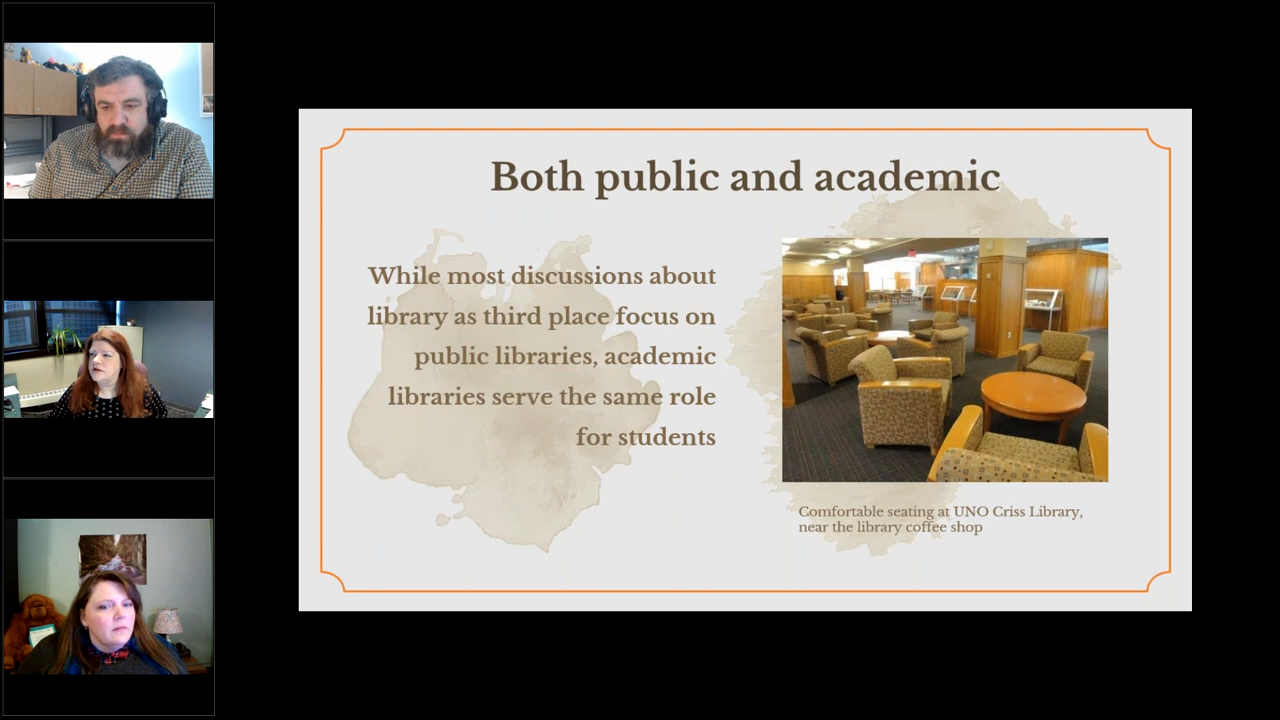 Both public and academic
While most discussions about
library as third place focus on
public libraries, academic
libraries serve the same role
for students
Comfortable seating at UNO Criss Library,
near the library coffee shop